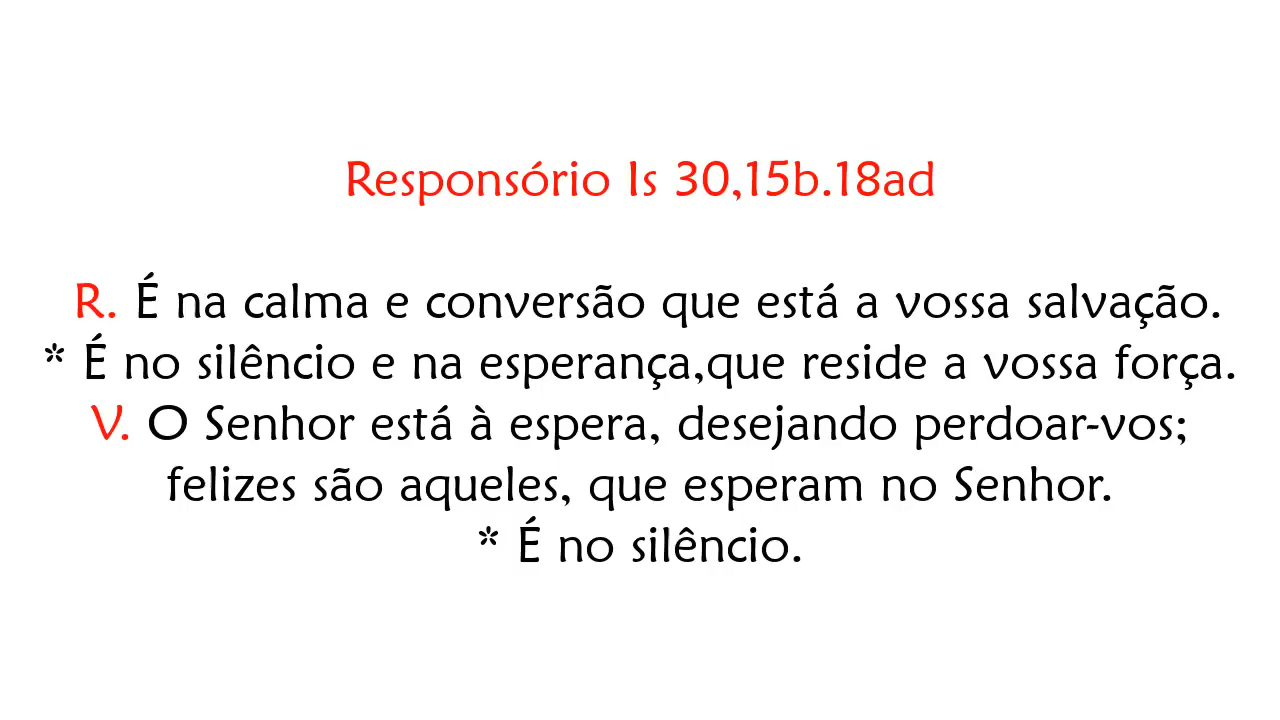 Responsório Is 30,15b.18ad
R. É na calma e conversão que está a vossa salvação.
* É no silêncio e na esperança,que reside a vossa força.
V. O Senhor está à espera, desejando perdoar-vos;
felizes são aqueles, que esperam no Senhor.
* É no silêncio.